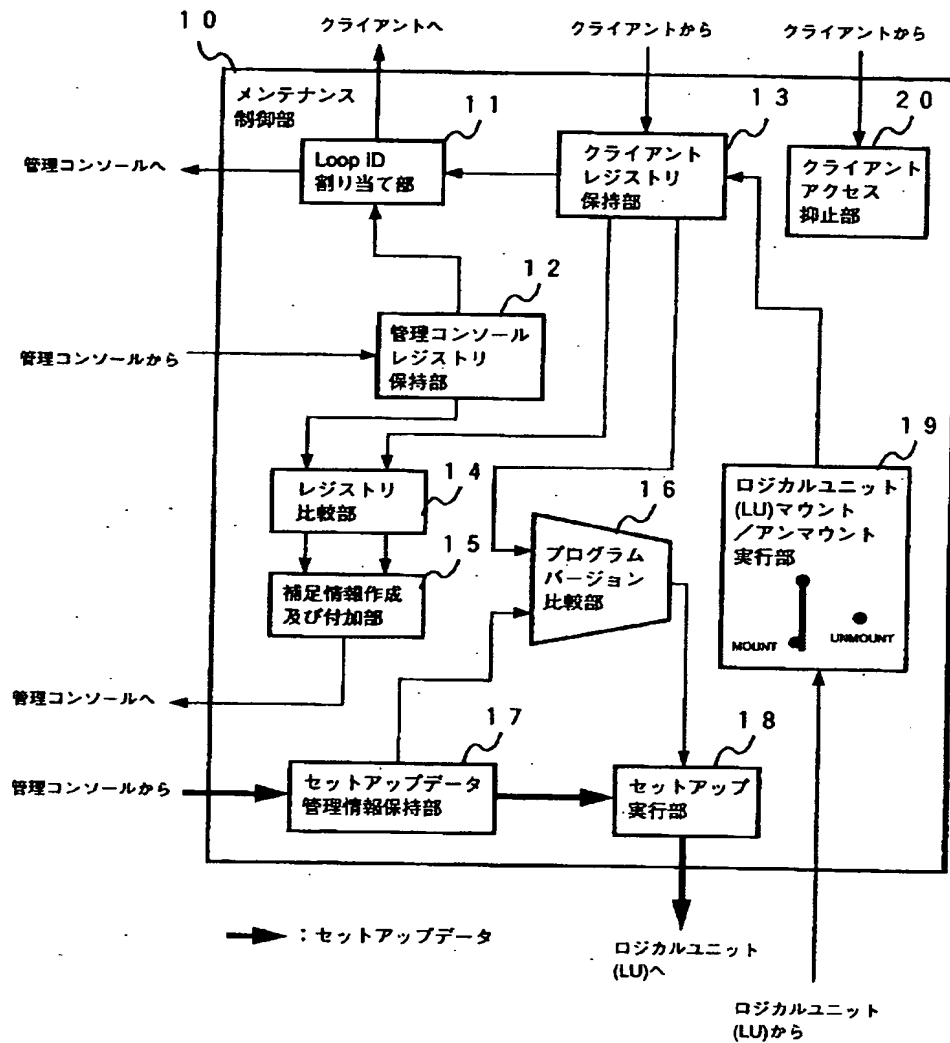 １０
クライアントへ
クライアントから
クライアントから
メンテナンス
制御部
１１
１３
２０
管理コンソールへ
Loop ID
割り当て部
クライアント
レジストリ
保持部
クライアント
アクセス
抑止部
１２
管理コンソールから
管理コンソール
レジストリ
保持部
１９
レジストリ
比較部
１４
１６
ロジカルユニット
(LU)マウント
／アンマウント
実行部
MOUNT
UNMOUNT
プログラム
バージョン
比較部
１５
補足情報作成
及び付加部
管理コンソールへ
１７
１８
管理コンソールから
セットアップデータ
管理情報保持部
セットアップ
実行部
：セットアップデータ
ロジカルユニット
(LU)へ
ロジカルユニット
(LU)から